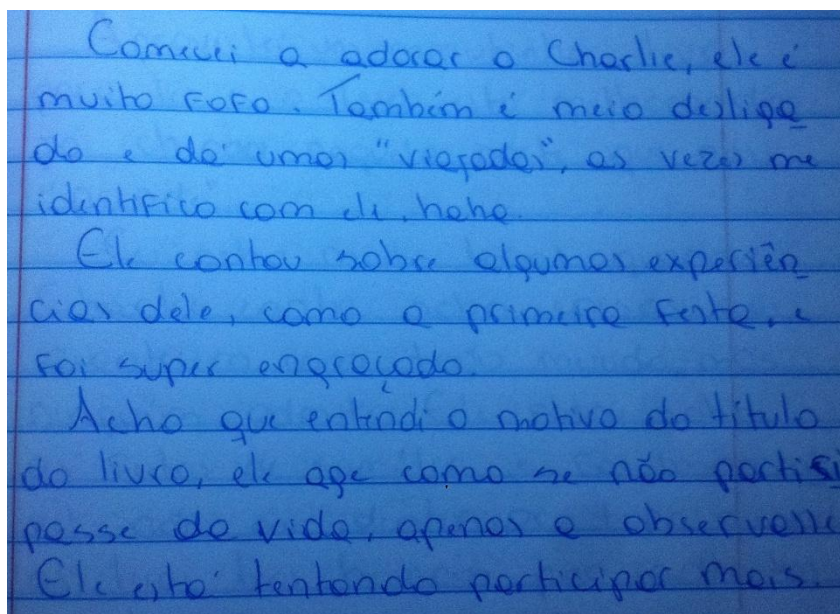 Comecei a adorar o Charlie, ele é
muito fofo. Também é meio desliga
do e dá umas "viajadas", as vezes me
identifico com ele, hehe.
Ele contou sobre algumas experiên
cias dele, como a primeira festa, e
foi super engraçado.
Acho que entendi o motivo do título
do livro, ele age como se não partis
passe da vida, apenas a observasse
Ele está tentando participar mais.